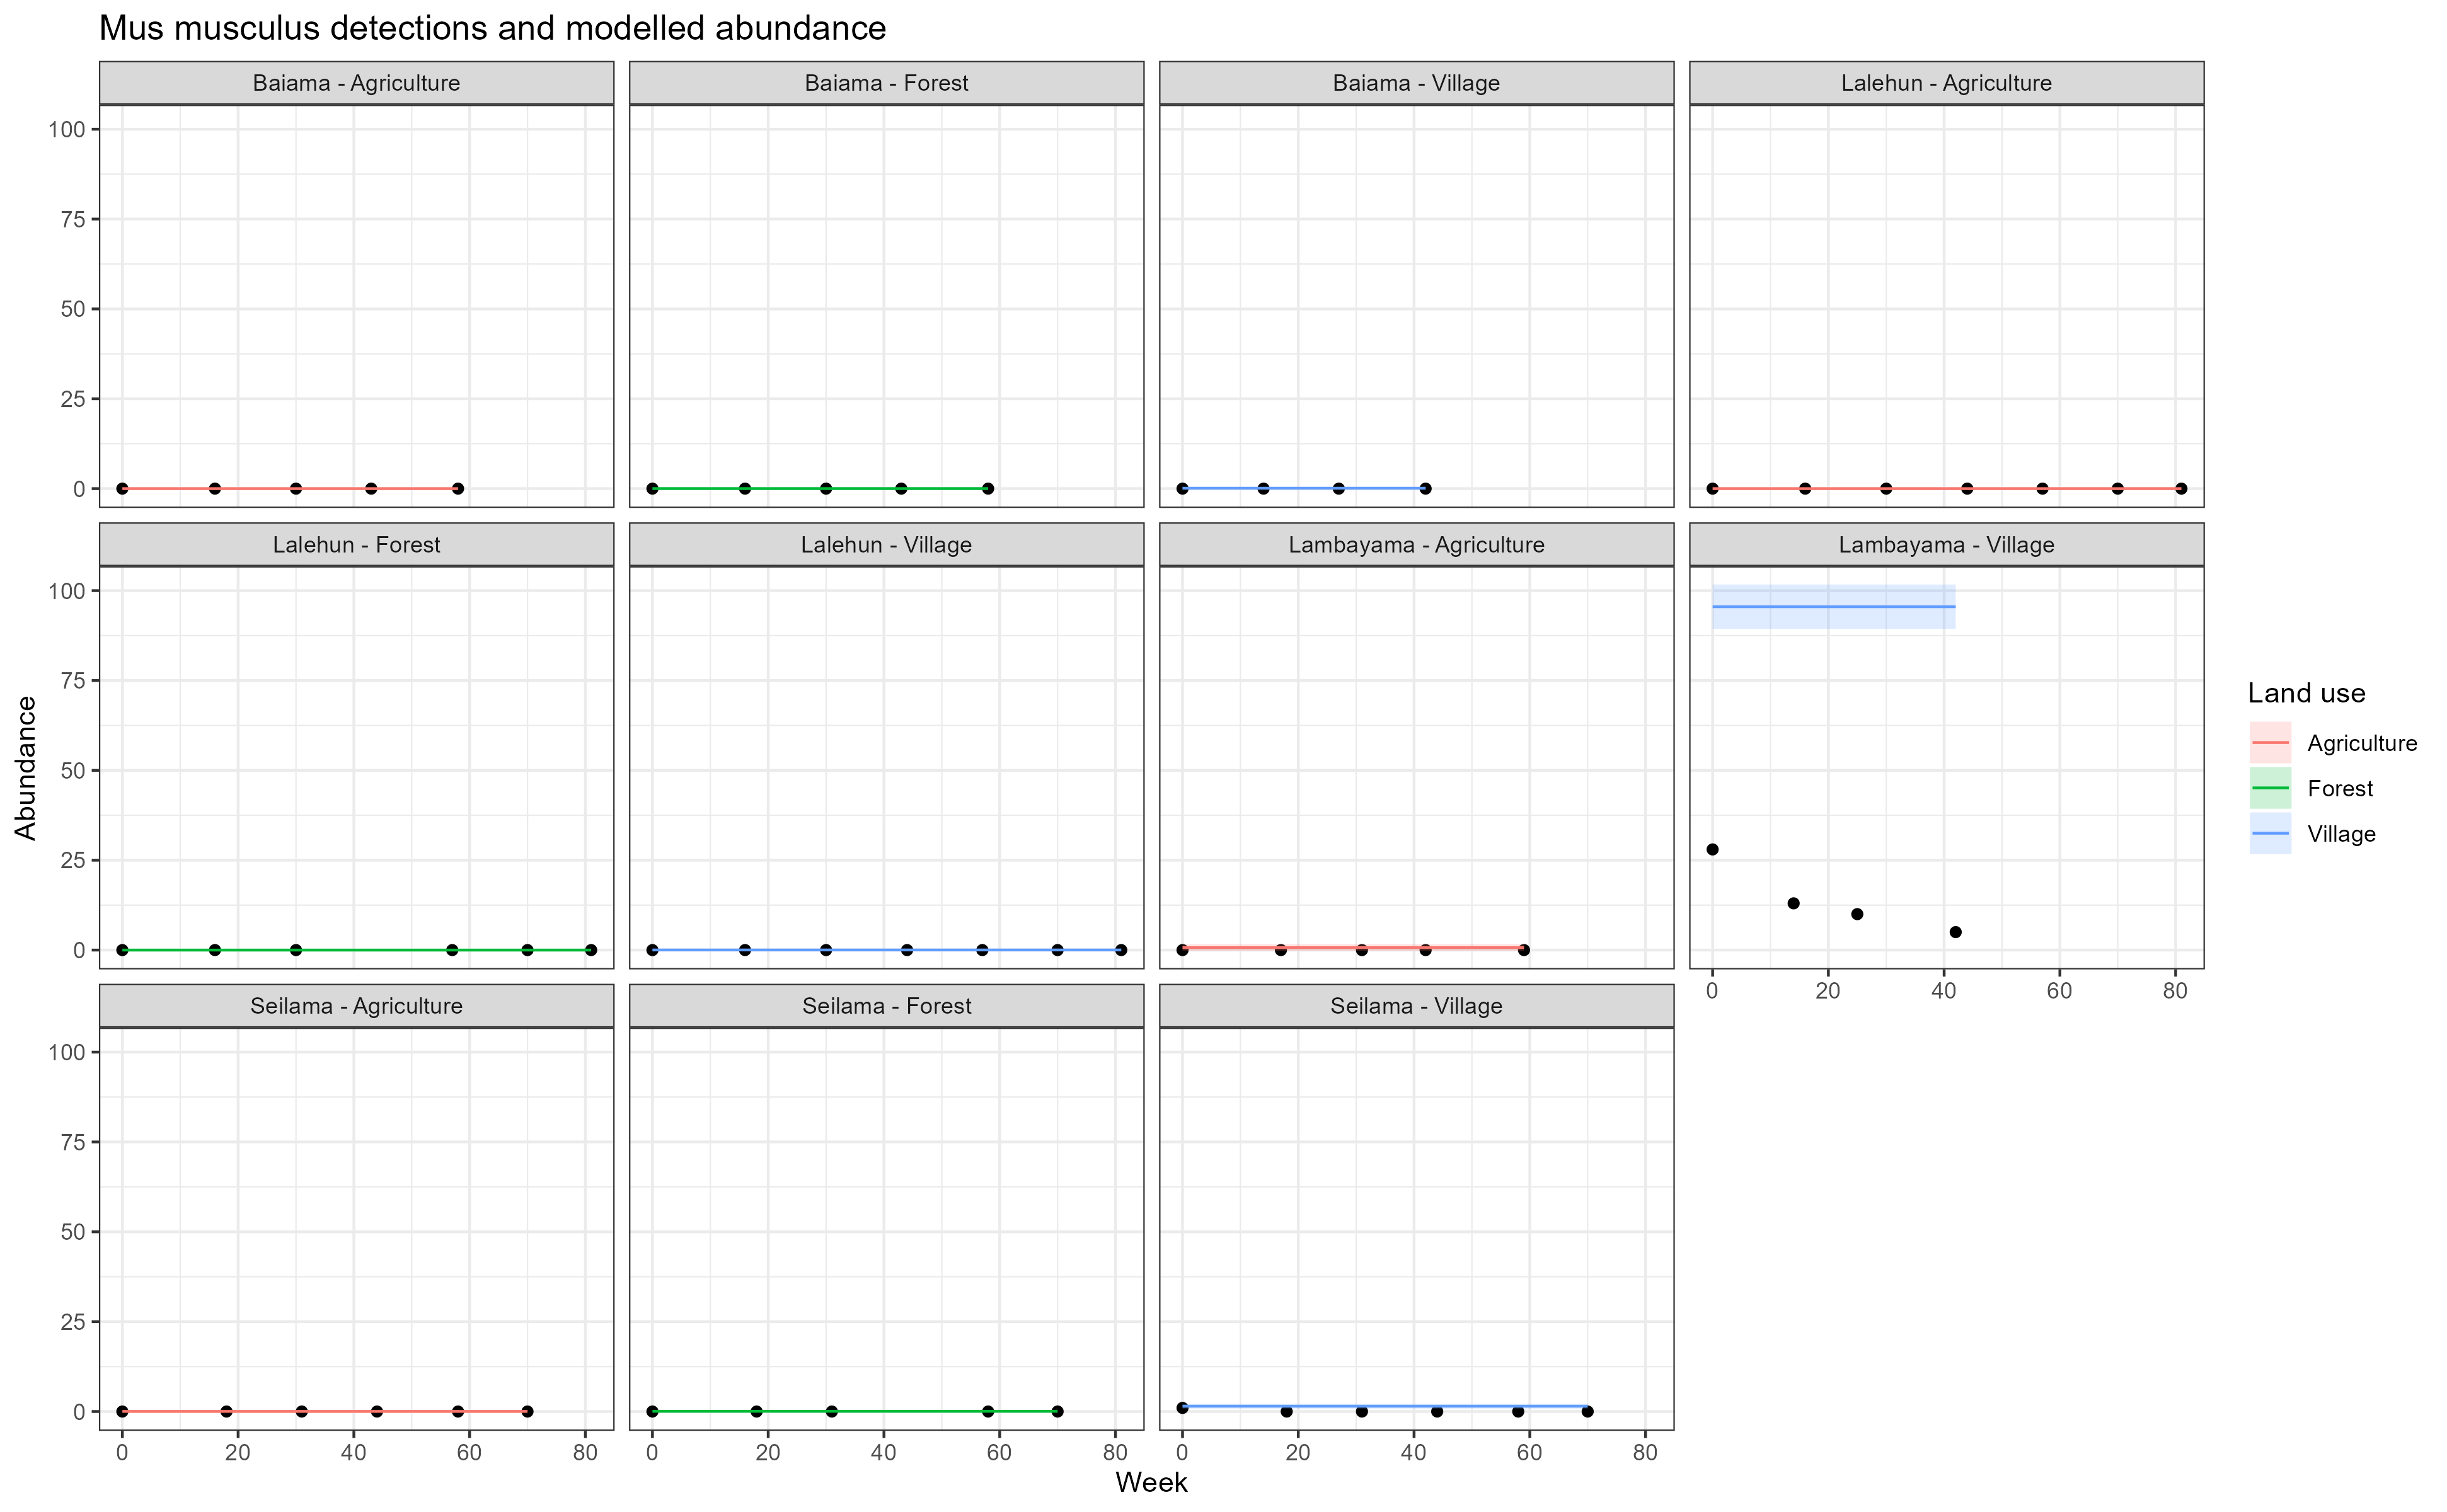 Mus musculus detections and modelled abundance
Baiama - Agriculture
Baiama - Forest
Baiama - Village
Lalehun - Agriculture
100
75
50
25
0
Lalehun - Forest
Lalehun - Village
Lambayama - Agriculture
Lambayama - Village
100
75
50
25
0
0 20 40 60 80
Seilama - Agriculture
Seilama - Forest
Seilama - Village
100
75
50
25
0
0 20 40 60 80
0 20 40 60 80
0 20 40 60 80
Week
Abundance
Land use
Agriculture
Forest
Village